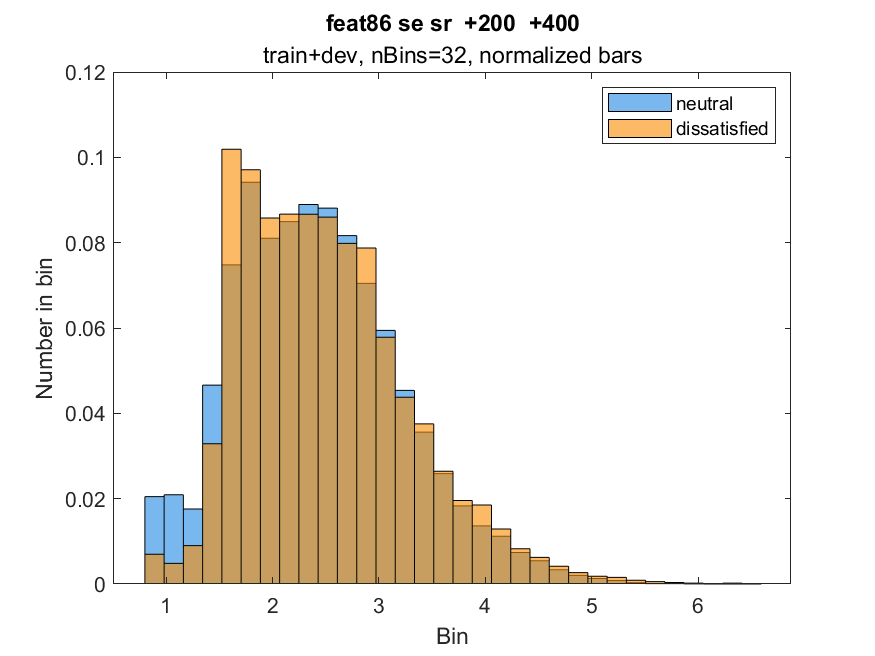 feat86 se sr +200 +400
train+dev, nBins=32, normalized bars
0.12
0.1
0.08
0.06
0.04
0.02
0
Number in bin
neutral
dissatisfied
1 2 3 4 5 6
Bin